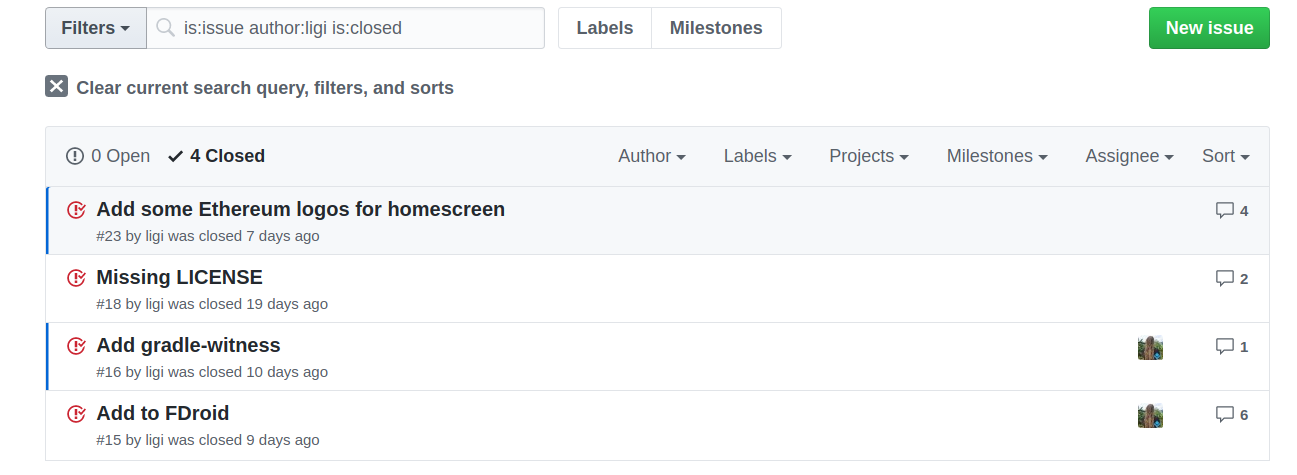 Filters is:issue author:ligi is:closed Labels Milestones New issue
Clear current search query, filters, and sorts
0 Open 4 Closed Author Labels Projects Milestones Assignee Sort
Add some Ethereum logos for homescreen 4
#23 by ligi was closed 7 days ago
Missing LICENSE 2
#18 by ligi was closed 19 days ago
Add gradle-witness 1
#16 by ligi was closed 10 days ago
Add to FDroid 6
#15 by ligi was closed 9 days ago